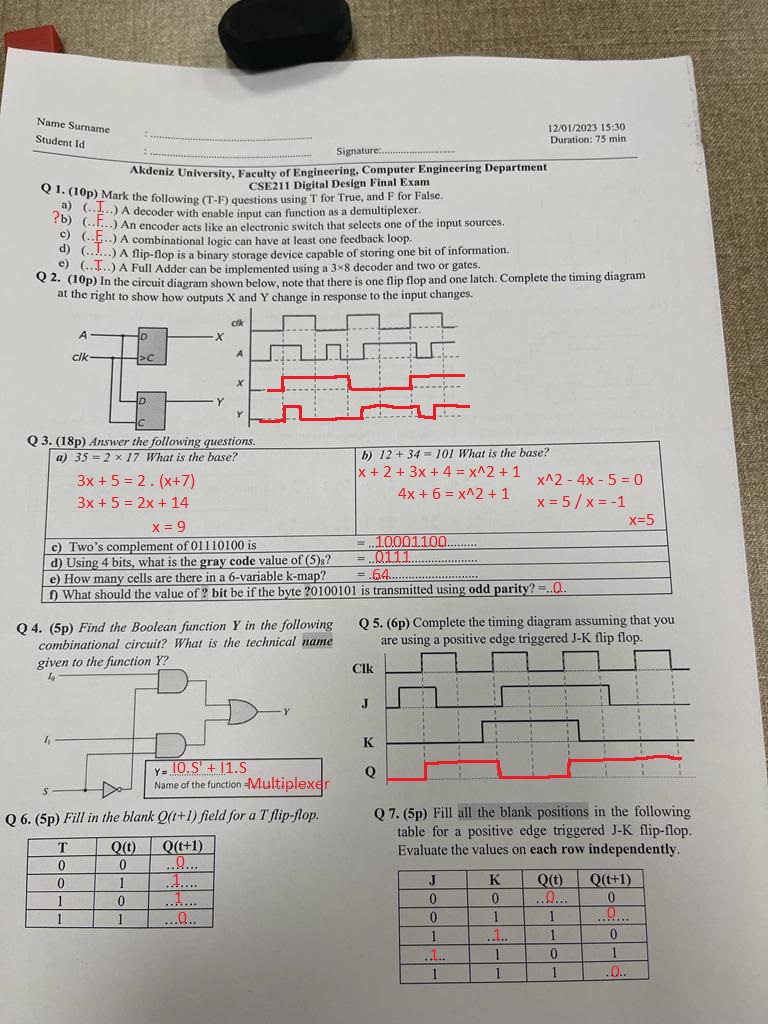 Name Surname : ............................................
12/01/2023 15:30
Student Id : ............................................ Signature:............................
Duration: 75 min
Akdeniz University, Faculty of Engineering, Computer Engineering Department
CSE211 Digital Design Final Exam
Q 1. (10p) Mark the following (T-F) questions using T for True, and F for False.
a) (..T...) A decoder with enable input can function as a demultiplexer.
?b) (..F...) An encoder acts like an electronic switch that selects one of the input sources.
c) (..F...) A combinational logic can have at least one feedback loop.
d) (..T...) A flip-flop is a binary storage device capable of storing one bit of information.
e) (..T...) A Full Adder can be implemented using a 3×8 decoder and two or gates.
Q 2. (10p) In the circuit diagram shown below, note that there is one flip flop and one latch. Complete the timing diagram
at the right to show how outputs X and Y change in response to the input changes.
A D X
clk >C
D Y
C
clk
A
X
Y
Q 3. (18p) Answer the following questions.
a) 35 = 2 × 17 What is the base?
3x + 5 = 2 . (x+7)
3x + 5 = 2x + 14
x = 9
b) 12 + 34 = 101 What is the base?
x + 2 + 3x + 4 = x^2 + 1
4x + 6 = x^2 + 1
x^2 - 4x - 5 = 0
x = 5 / x = -1
x=5
c) Two's complement of 01110100 is = ..10001100.........
d) Using 4 bits, what is the gray code value of (5)₈? = ..0111.....................
e) How many cells are there in a 6-variable k-map? = ..64..........................
f) What should the value of ? bit be if the byte ?0100101 is transmitted using odd parity? =..0..
Q 4. (5p) Find the Boolean function Y in the following
combinational circuit? What is the technical name
given to the function Y?
I₀
Y
I₁
S
Y= I0.S' + I1.S
Name of the function =Multiplexer
Q 5. (6p) Complete the timing diagram assuming that you
are using a positive edge triggered J-K flip flop.
Clk
J
K
Q
Q 6. (5p) Fill in the blank Q(t+1) field for a T flip-flop.
T Q(t) Q(t+1)
0 0 ..0....
0 1 ..1....
1 0 ..1....
1 1 ...0..
Q 7. (5p) Fill all the blank positions in the following
table for a positive edge triggered J-K flip-flop.
Evaluate the values on each row independently.
J K Q(t) Q(t+1)
0 0 ..0... 0
0 1 1 ..0...
1 ..1.. 1 0
..1.. 1 0 1
1 1 1 ..0..